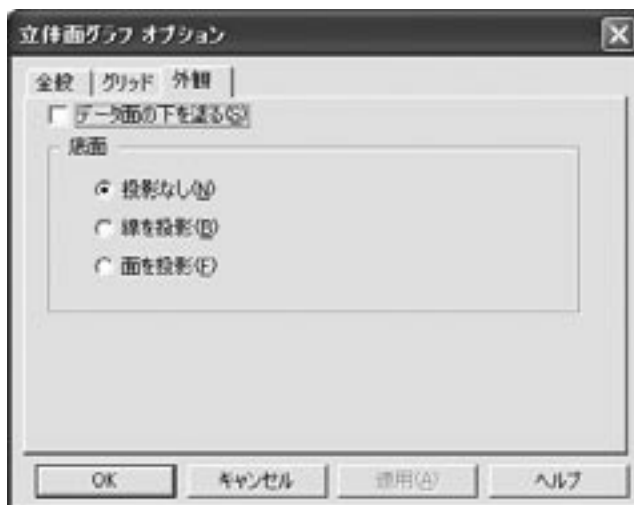 立体面グラフ オプション
全般 グリッド 外観
データ面の下を塗る(S)
底面
投影なし(N)
線を投影(B)
面を投影(F)
OK キャンセル 適用(A) ヘルプ